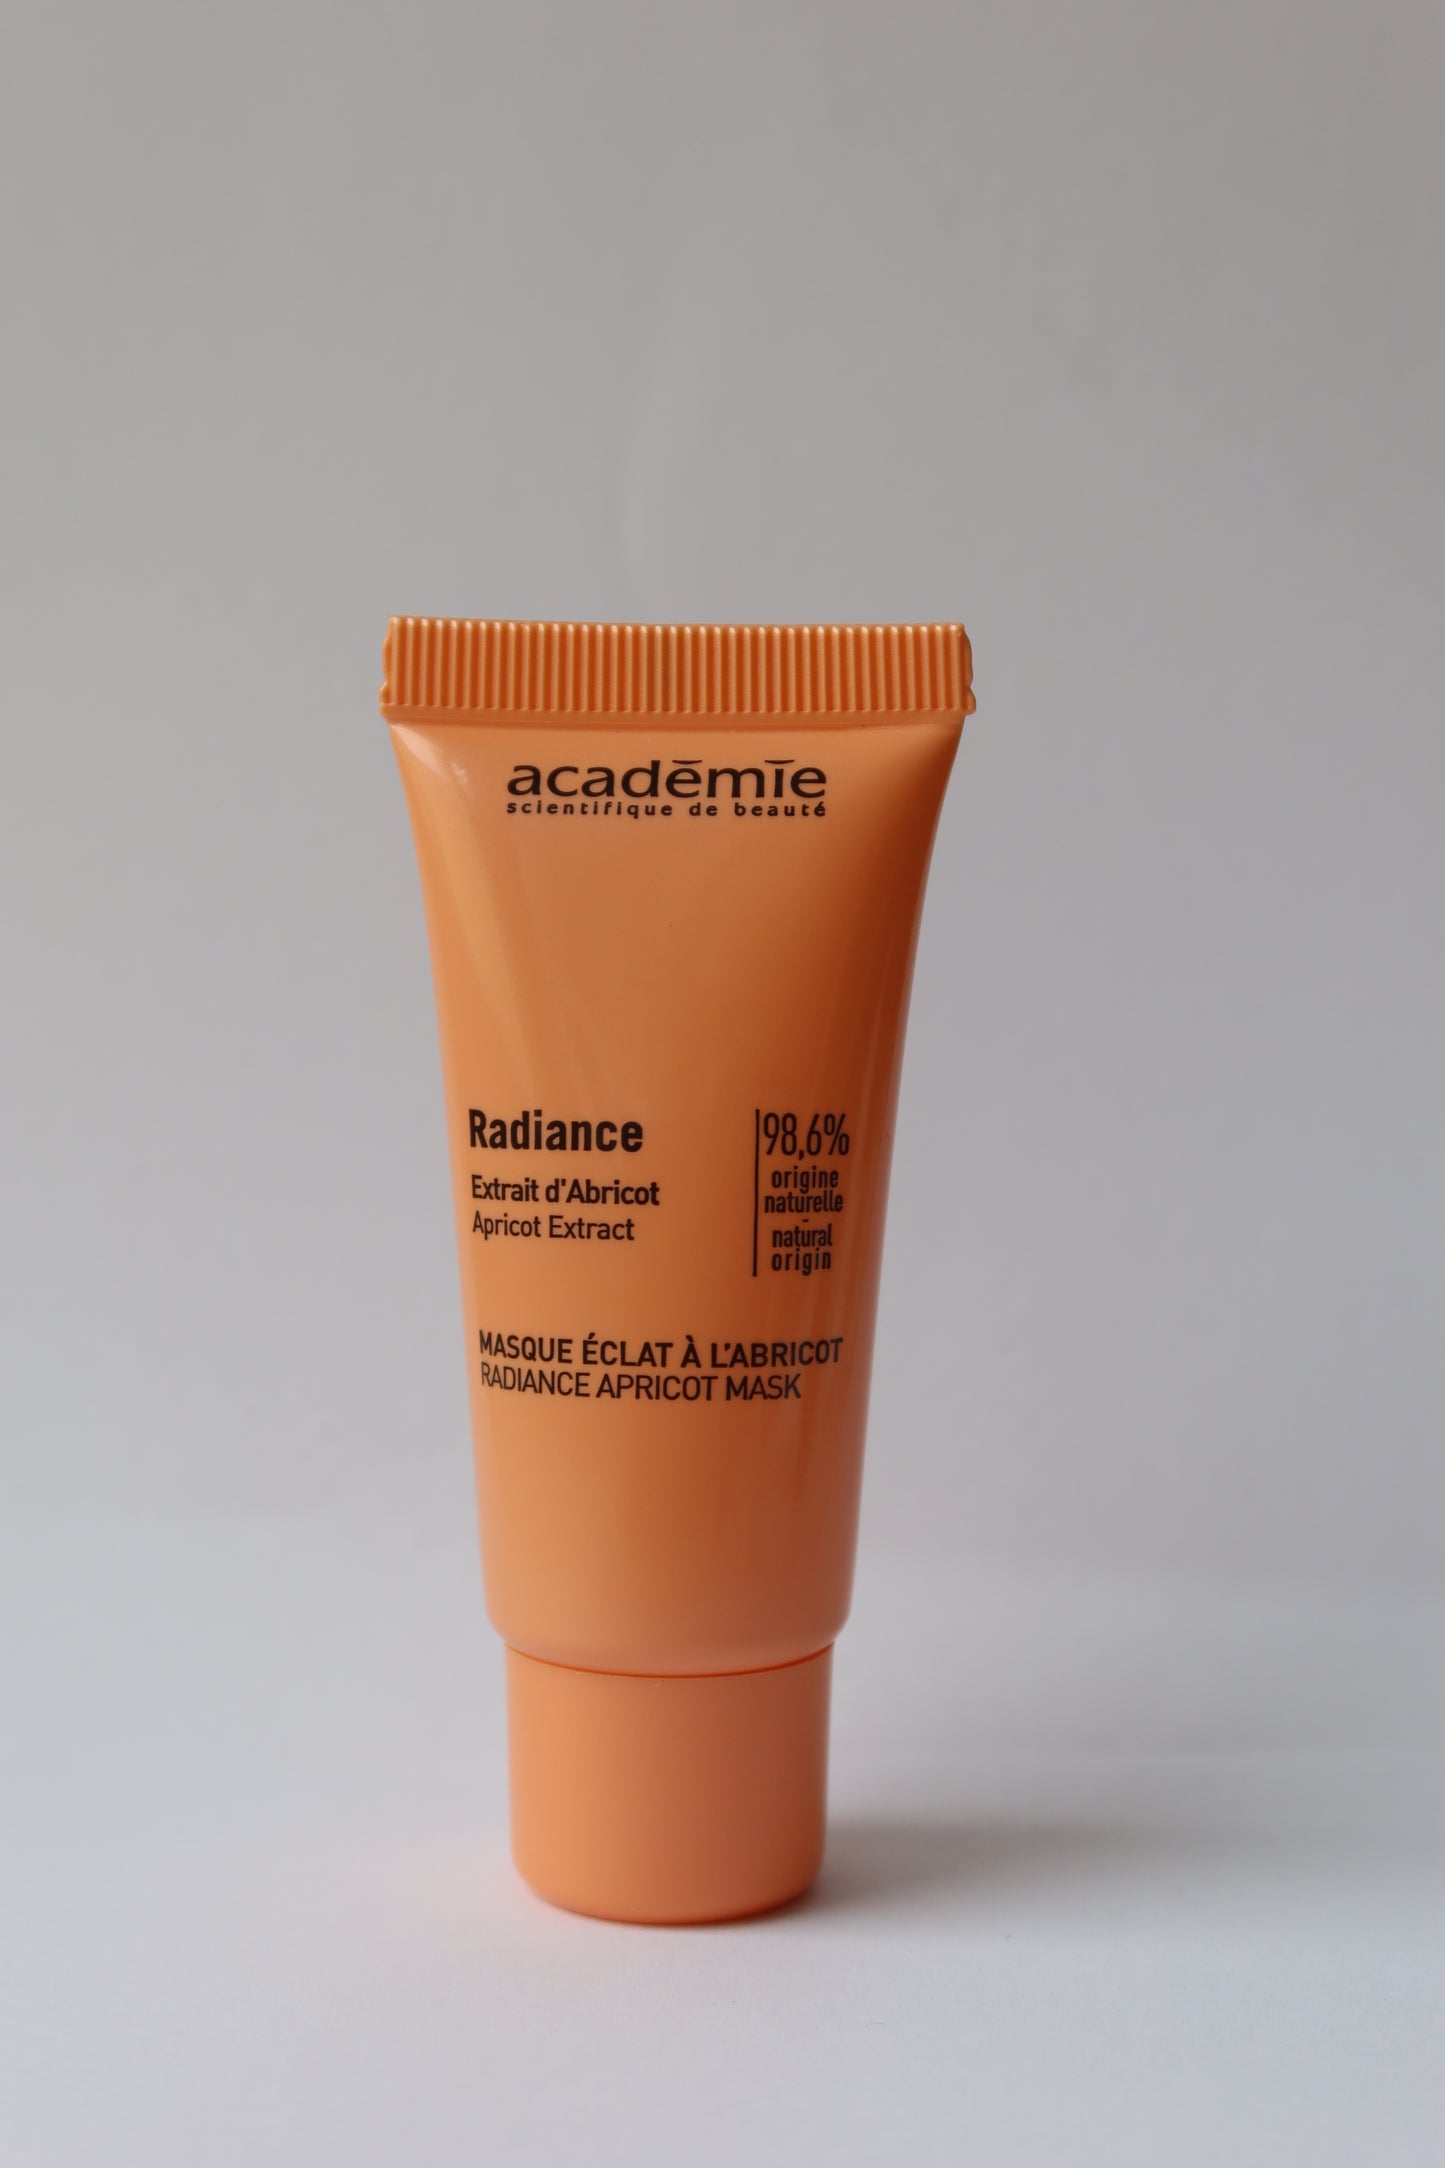 académie
scientifique de beauté
Radiance
Extrait d'Abricot
Apricot Extract
98,6%
origine
naturelle
-
natural
origin
MASQUE ÉCLAT À L'ABRICOT
RADIANCE APRICOT MASK